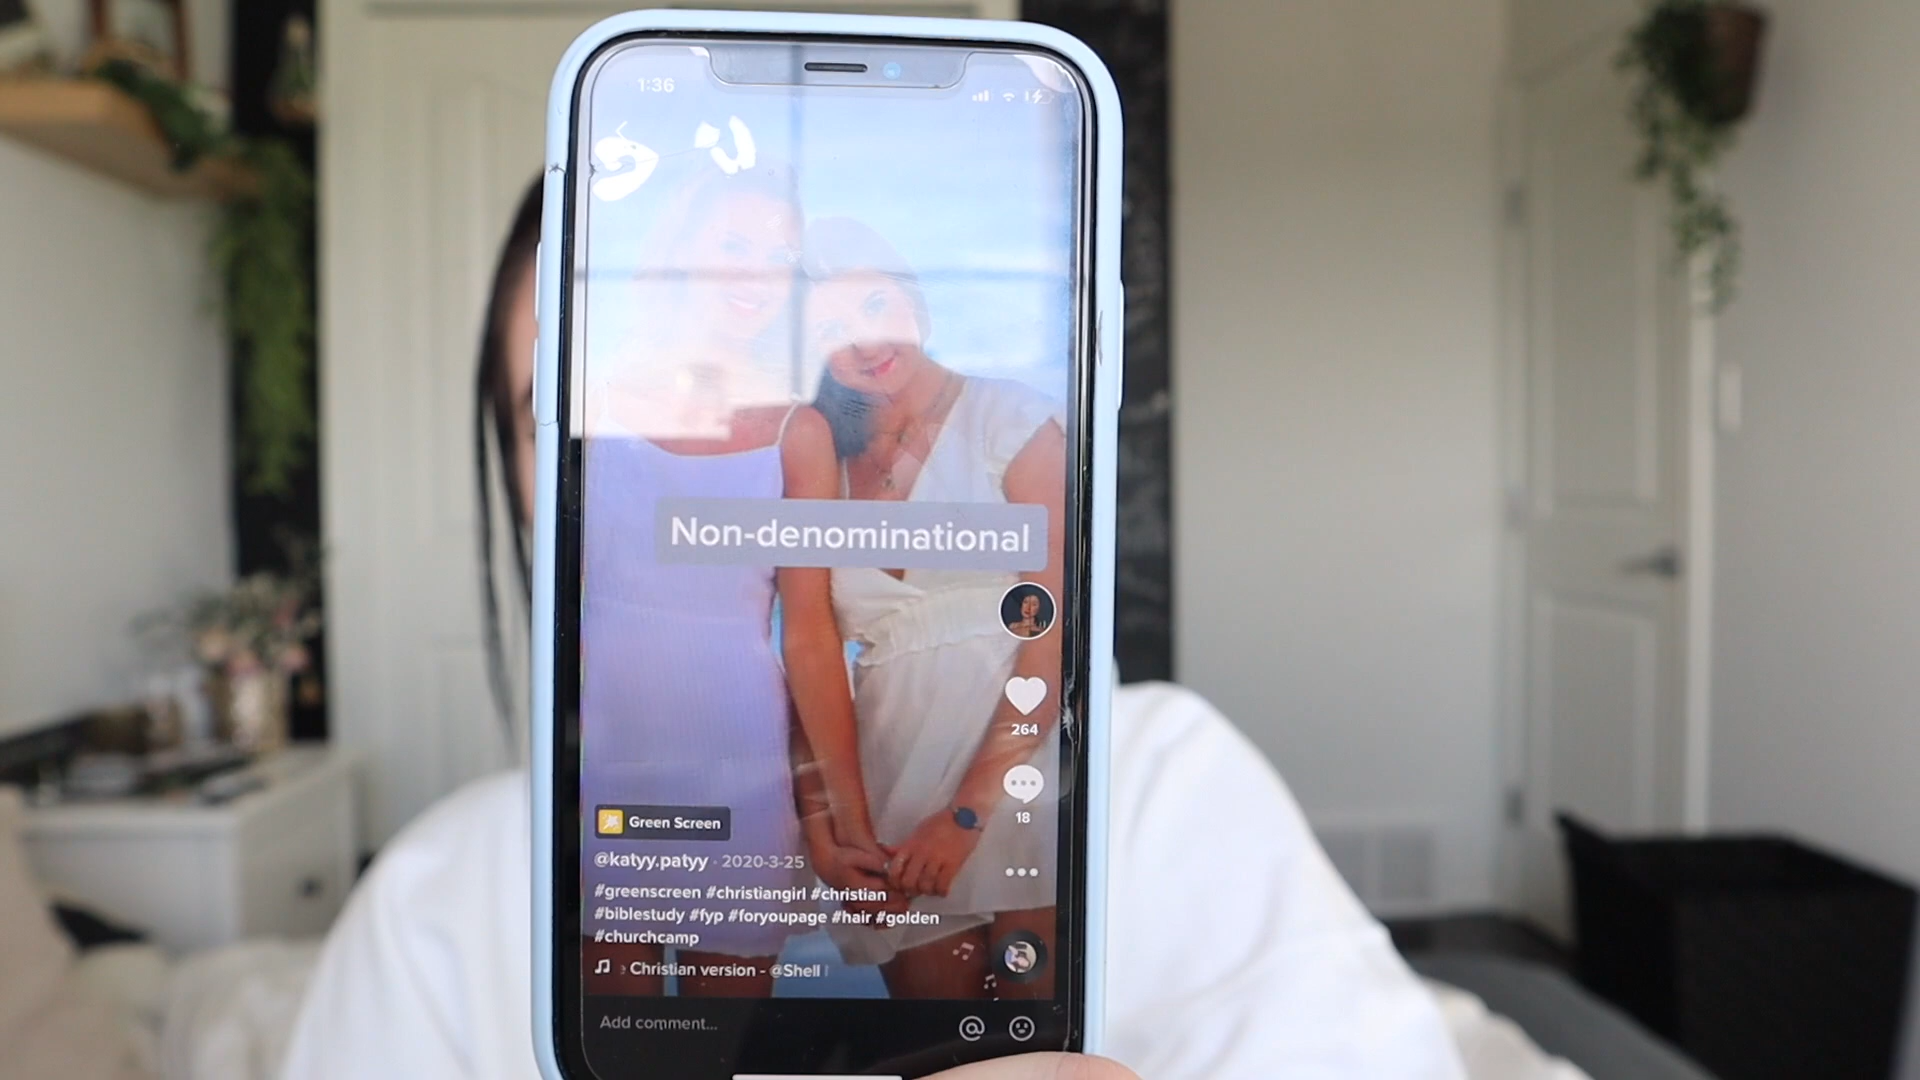 1:36
Non-denominational
264
18
Green Screen
@katyy.patyy · 2020-3-25
#greenscreen #christiangirl #christian
#biblestudy #fyp #foryoupage #hair #golden
#churchcamp
Christian version - @Shell
Add comment...